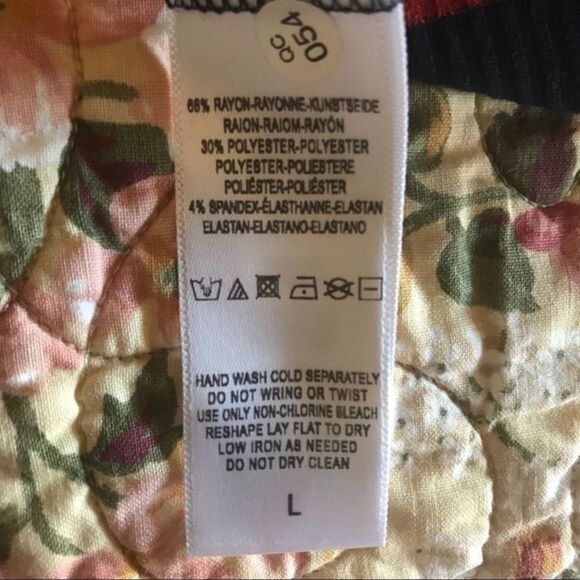 QC
054
66% RAYON-RAYONNE-KUNSTSEIDE
RAION-RAIOM-RAYÓN
30% POLYESTER-POLYESTER
POLYESTER-POLIESTERE
POLIÉSTER-POLIÉSTER
4% SPANDEX-ÉLASTHANNE-ELASTAN
ELASTAN-ELASTANO-ELASTANO
HAND WASH COLD SEPARATELY
DO NOT WRING OR TWIST
USE ONLY NON-CHLORINE BLEACH
RESHAPE LAY FLAT TO DRY
LOW IRON AS NEEDED
DO NOT DRY CLEAN
L